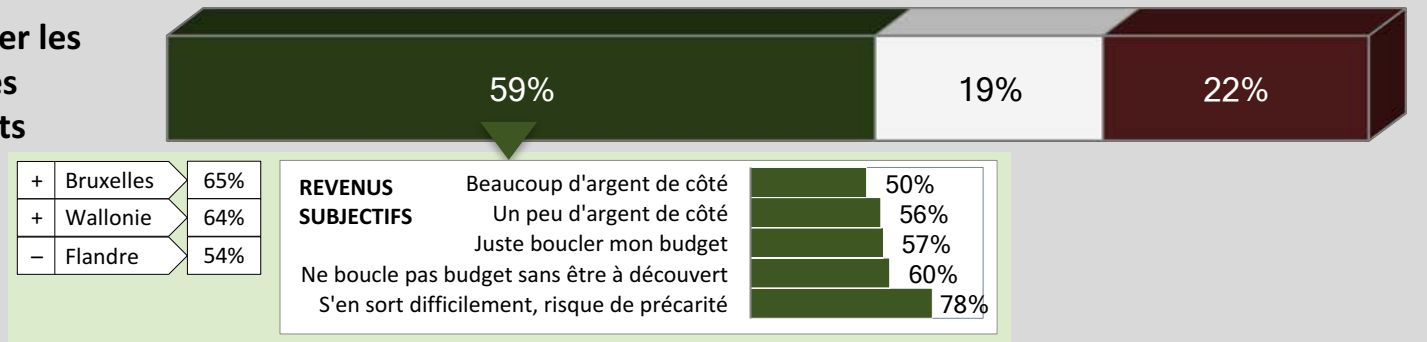 er les
es
ts
59%
19%
22%
+ Bruxelles 65%
+ Wallonie 64%
– Flandre 54%
REVENUS
SUBJECTIFS
Beaucoup d'argent de côté 50%
Un peu d'argent de côté 56%
Juste boucler mon budget 57%
Ne boucle pas budget sans être à découvert 60%
S'en sort difficilement, risque de précarité 78%